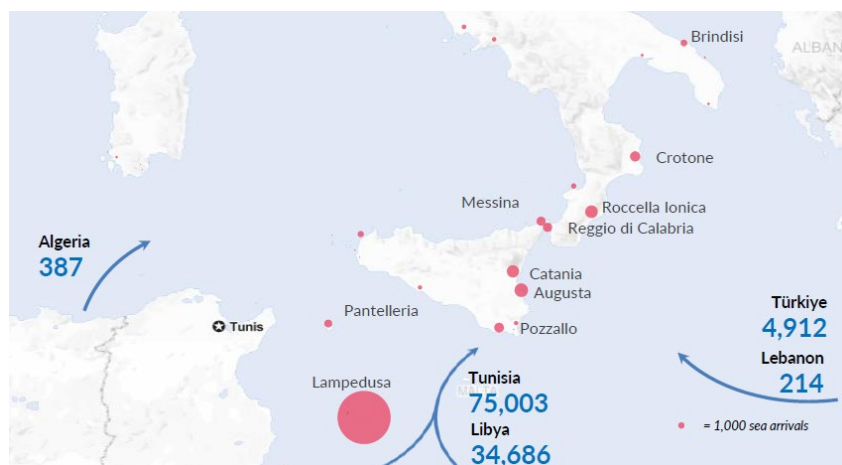 Brindisi
ALBAN
Crotone
Messina
Roccella Ionica
Reggio di Calabria
Algeria
387
Catania
Augusta
Türkiye
4,912
Pantelleria
Pozzallo
Tunis
Lebanon
214
Lampedusa
Tunisia
75,003
Libya
34,686
= 1,000 sea arrivals